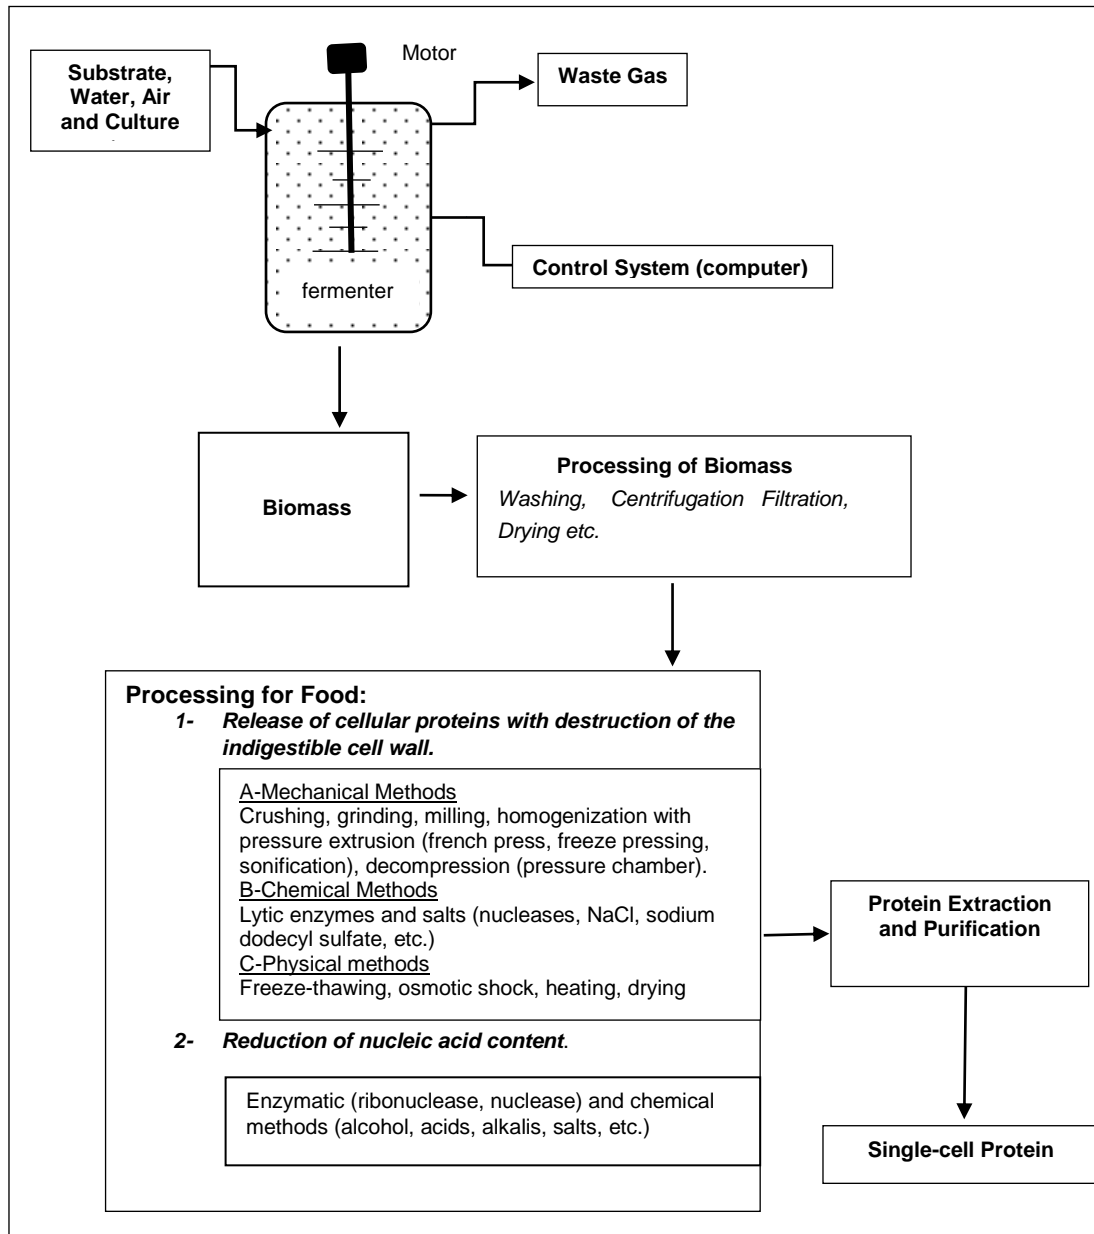 Motor
Substrate,
Water, Air
and Culture
Waste Gas
Control System (computer)
fermenter
Biomass
Processing of Biomass
Washing, Centrifugation Filtration,
Drying etc.
Processing for Food:
1- Release of cellular proteins with destruction of the
indigestible cell wall.
A-Mechanical Methods
Crushing, grinding, milling, homogenization with
pressure extrusion (french press, freeze pressing,
sonification), decompression (pressure chamber).
B-Chemical Methods
Lytic enzymes and salts (nucleases, NaCl, sodium
dodecyl sulfate, etc.)
C-Physical methods
Freeze-thawing, osmotic shock, heating, drying
2- Reduction of nucleic acid content.
Enzymatic (ribonuclease, nuclease) and chemical
methods (alcohol, acids, alkalis, salts, etc.)
Protein Extraction
and Purification
Single-cell Protein